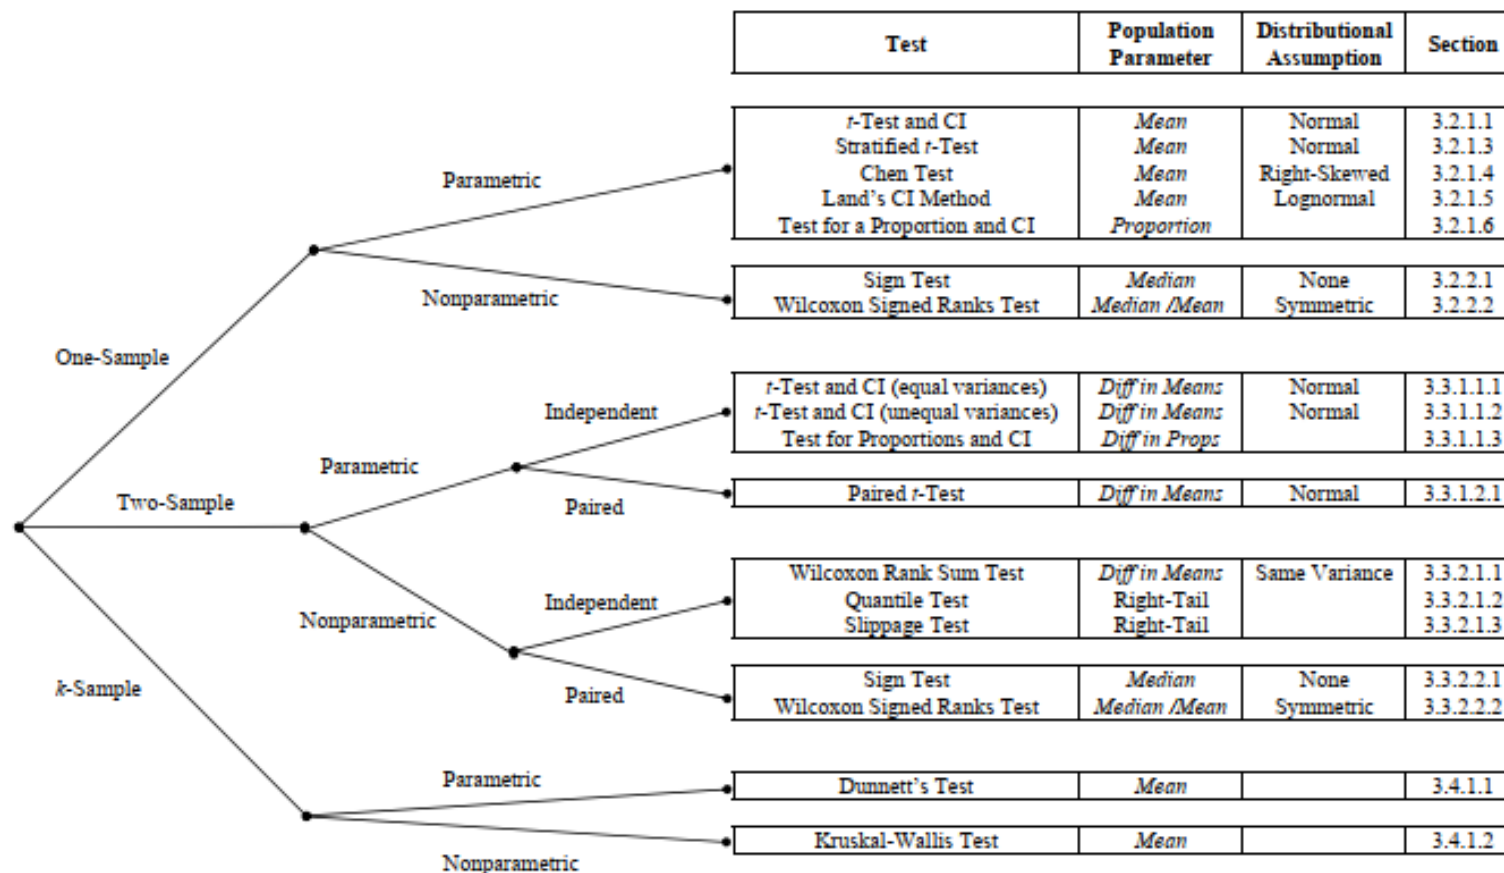 Test Population Parameter Distributional Assumption Section
t-Test and CI Mean Normal 3.2.1.1
Stratified t-Test Mean Normal 3.2.1.3
Chen Test Mean Right-Skewed 3.2.1.4
Land's CI Method Mean Lognormal 3.2.1.5
Test for a Proportion and CI Proportion 3.2.1.6
Parametric
Sign Test Median None 3.2.2.1
Wilcoxon Signed Ranks Test Median /Mean Symmetric 3.2.2.2
Nonparametric
One-Sample
t-Test and CI (equal variances) Diff in Means Normal 3.3.1.1.1
t-Test and CI (unequal variances) Diff in Means Normal 3.3.1.1.2
Test for Proportions and CI Diff in Props 3.3.1.1.3
Independent
Parametric
Paired t-Test Diff in Means Normal 3.3.1.2.1
Paired
Two-Sample
Wilcoxon Rank Sum Test Diff in Means Same Variance 3.3.2.1.1
Quantile Test Right-Tail 3.3.2.1.2
Slippage Test Right-Tail 3.3.2.1.3
Independent
Nonparametric
Sign Test Median None 3.3.2.2.1
Wilcoxon Signed Ranks Test Median /Mean Symmetric 3.3.2.2.2
Paired
k-Sample
Parametric
Dunnett's Test Mean 3.4.1.1
Kruskal-Wallis Test Mean 3.4.1.2
Nonparametric